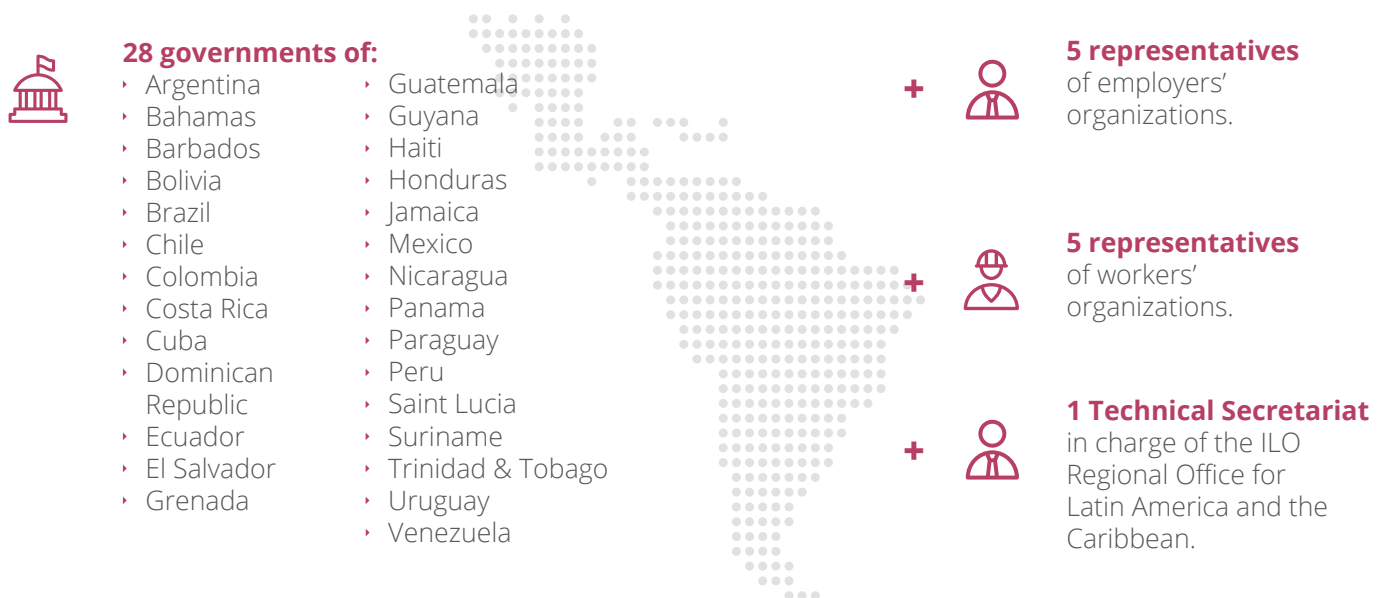 28 governments of:
Argentina
Bahamas
Barbados
Bolivia
Brazil
Chile
Colombia
Costa Rica
Cuba
Dominican
Republic
Ecuador
El Salvador
Grenada
Guatemala
Guyana
Haiti
Honduras
Jamaica
Mexico
Nicaragua
Panama
Paraguay
Peru
Saint Lucia
Suriname
Trinidad & Tobago
Uruguay
Venezuela
+
5 representatives
of employers’
organizations.
+
5 representatives
of workers’
organizations.
+
1 Technical Secretariat
in charge of the ILO
Regional Office for
Latin America and the
Caribbean.